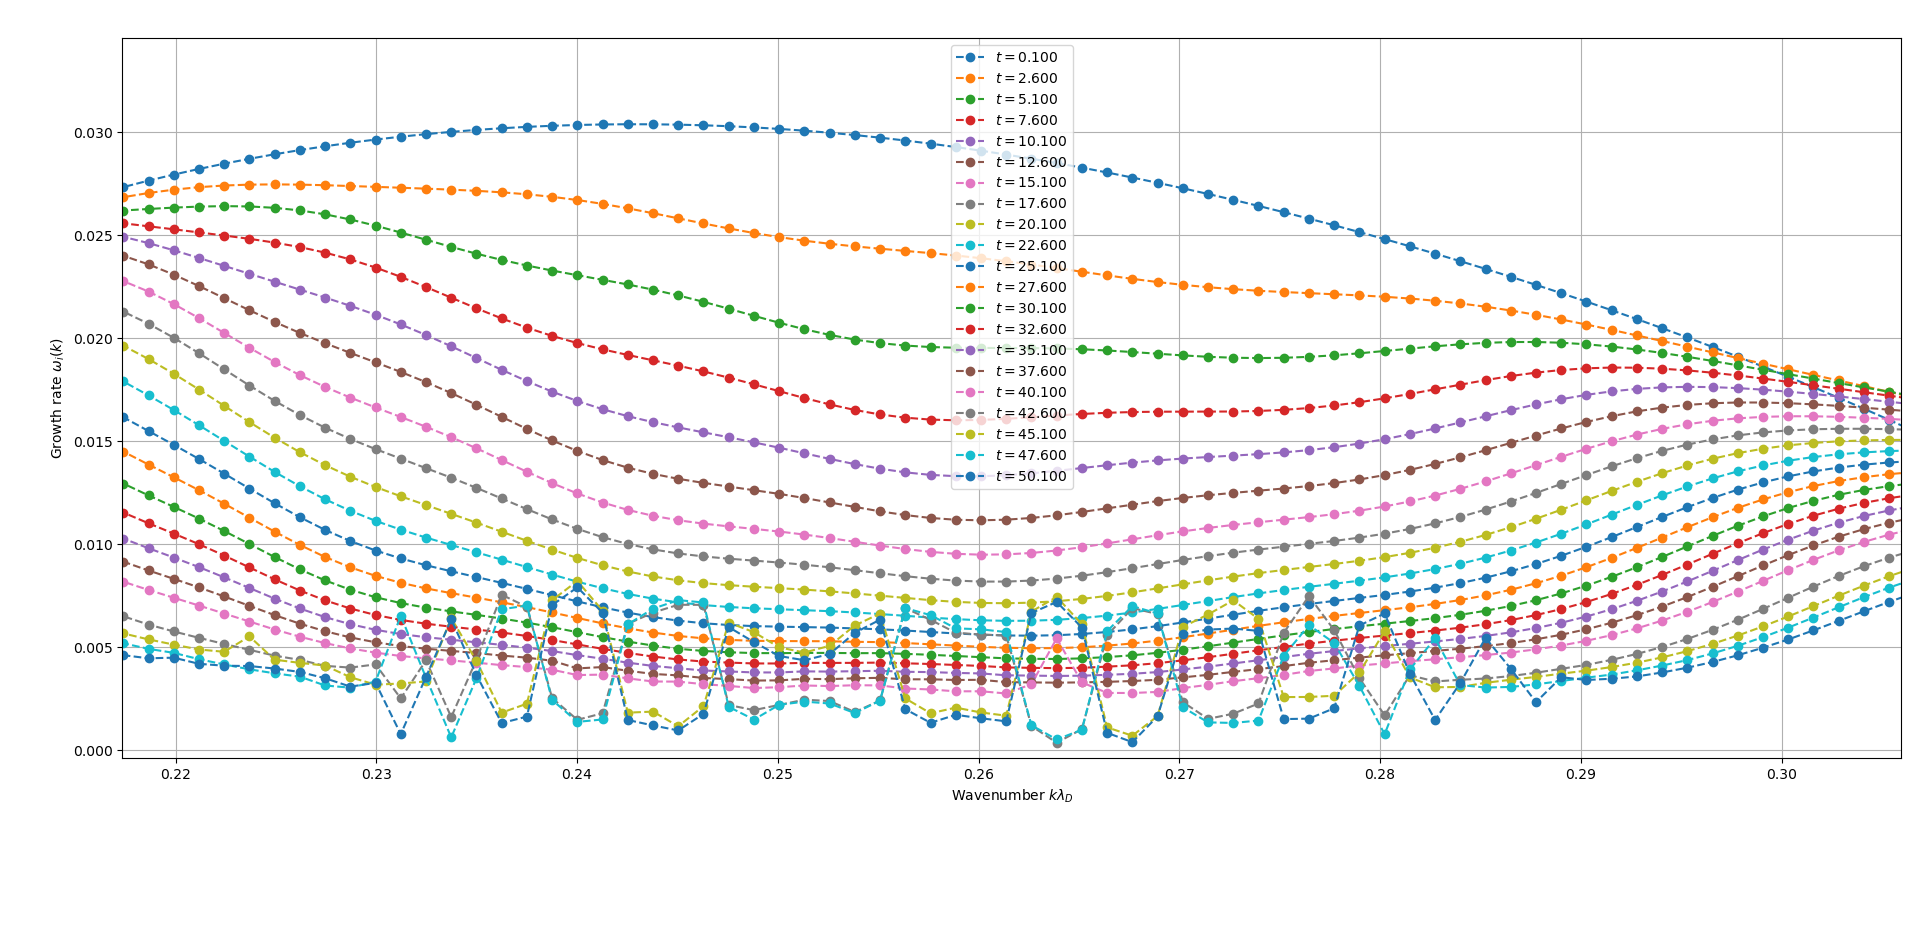 Growth rate ω_i(k)
0.030
0.025
0.020
0.015
0.010
0.005
0.000
t = 0.100
t = 2.600
t = 5.100
t = 7.600
t = 10.100
t = 12.600
t = 15.100
t = 17.600
t = 20.100
t = 22.600
t = 25.100
t = 27.600
t = 30.100
t = 32.600
t = 35.100
t = 37.600
t = 40.100
t = 42.600
t = 45.100
t = 47.600
t = 50.100
0.22 0.23 0.24 0.25 0.26 0.27 0.28 0.29 0.30
Wavenumber kλ_D